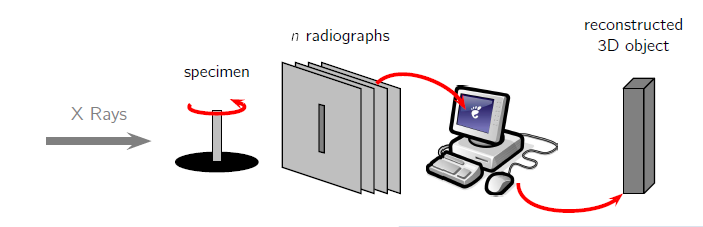 X Rays
specimen
n radiographs
reconstructed
3D object